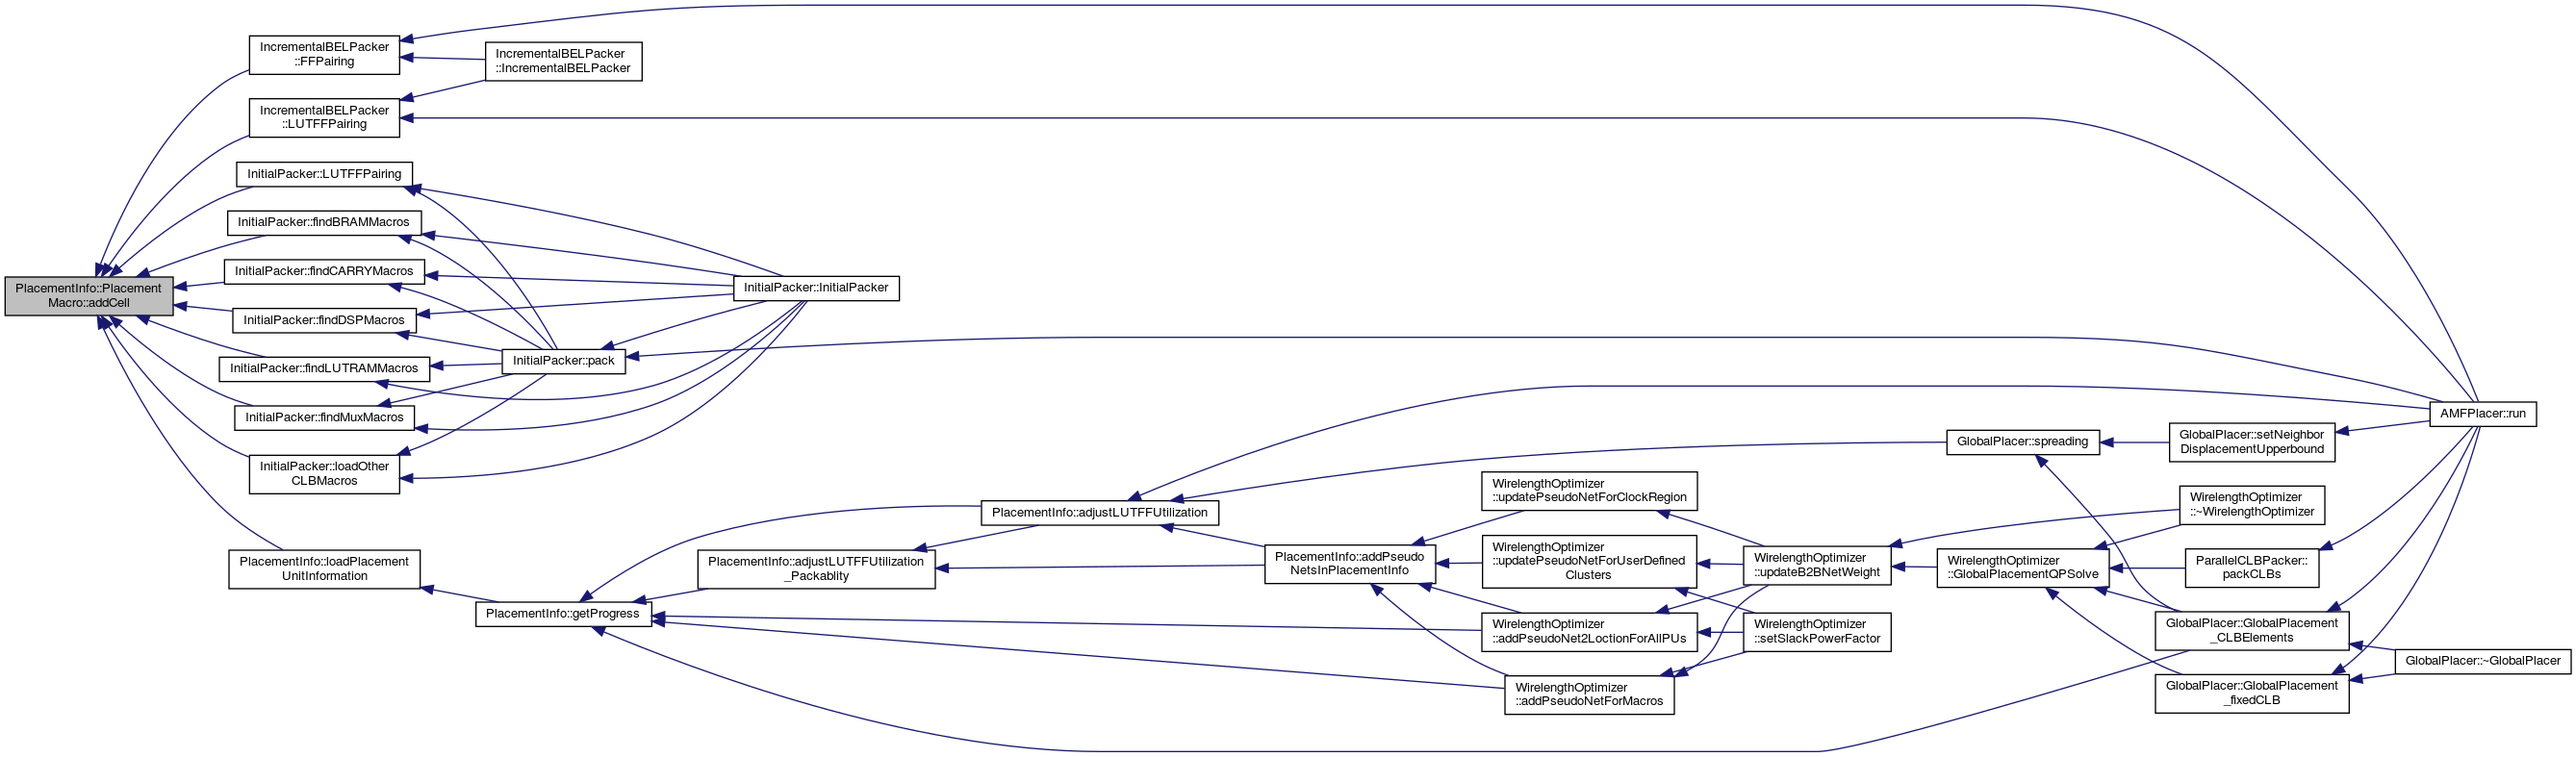 IncrementalBELPacker
::FFPairing
IncrementalBELPacker
::IncrementalBELPacker
IncrementalBELPacker
::LUTFFPairing
InitialPacker::LUTFFPairing
InitialPacker::findBRAMMacros
InitialPacker::findCARRYMacros
PlacementInfo::Placement
Macro::addCell
InitialPacker::InitialPacker
InitialPacker::findDSPMacros
InitialPacker::pack
InitialPacker::findLUTRAMMacros
InitialPacker::findMuxMacros
AMFPlacer::run
InitialPacker::loadOther
CLBMacros
GlobalPlacer::spreading
GlobalPlacer::setNeighbor
DisplacementUpperbound
WirelengthOptimizer
::updatePseudoNetForClockRegion
WirelengthOptimizer
::~WirelengthOptimizer
PlacementInfo::adjustLUTFFUtilization
PlacementInfo::loadPlacement
UnitInformation
PlacementInfo::adjustLUTFFUtilization
_Packablity
PlacementInfo::addPseudo
NetsInPlacementInfo
WirelengthOptimizer
::updatePseudoNetForUserDefined
Clusters
WirelengthOptimizer
::updateB2BNetWeight
WirelengthOptimizer
::GlobalPlacementQPSolve
ParallelCLBPacker::
packCLBs
PlacementInfo::getProgress
WirelengthOptimizer
::addPseudoNet2LoctionForAllPUs
WirelengthOptimizer
::setSlackPowerFactor
GlobalPlacer::GlobalPlacement
_CLBElements
GlobalPlacer::~GlobalPlacer
WirelengthOptimizer
::addPseudoNetForMacros
GlobalPlacer::GlobalPlacement
_fixedCLB